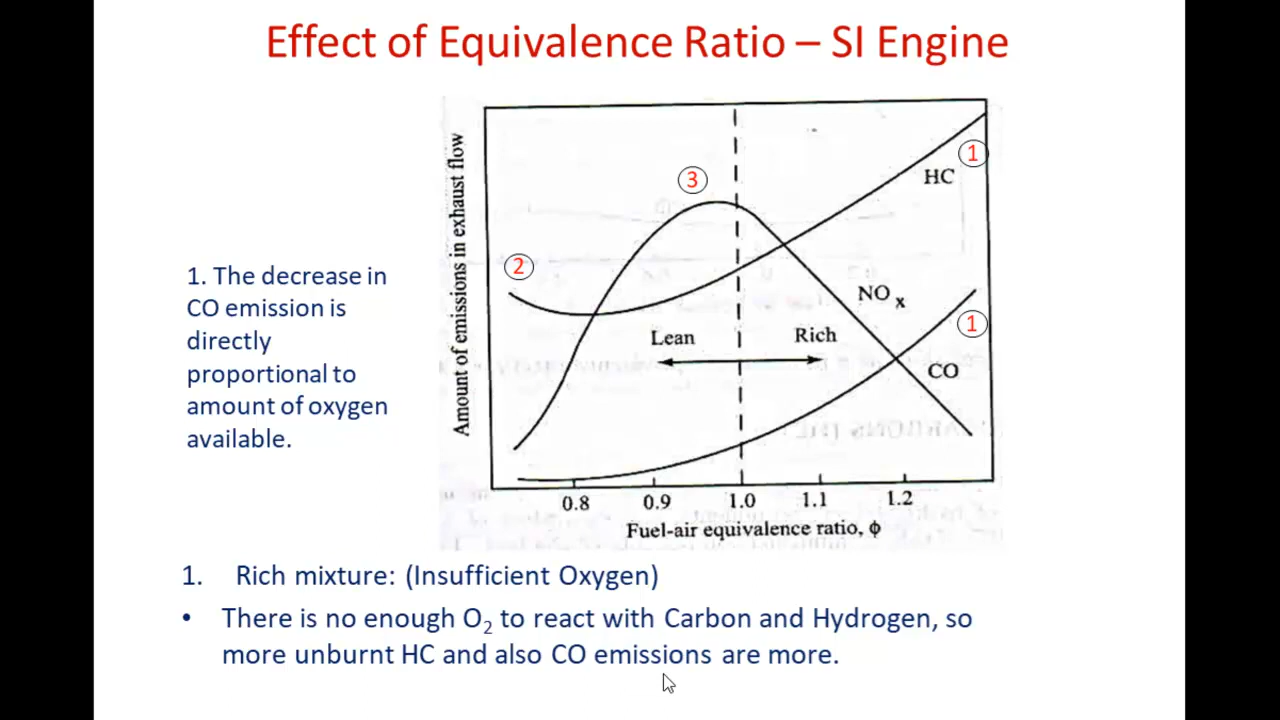 Effect of Equivalence Ratio – SI Engine
Amount of emissions in exhaust flow
3
1
HC
2
NOx
1
Lean
Rich
CO
0.8 0.9 1.0 1.1 1.2
Fuel-air equivalence ratio, ϕ
1. The decrease in
CO emission is
directly
proportional to
amount of oxygen
available.
1. Rich mixture: (Insufficient Oxygen)
• There is no enough O₂ to react with Carbon and Hydrogen, so
more unburnt HC and also CO emissions are more.